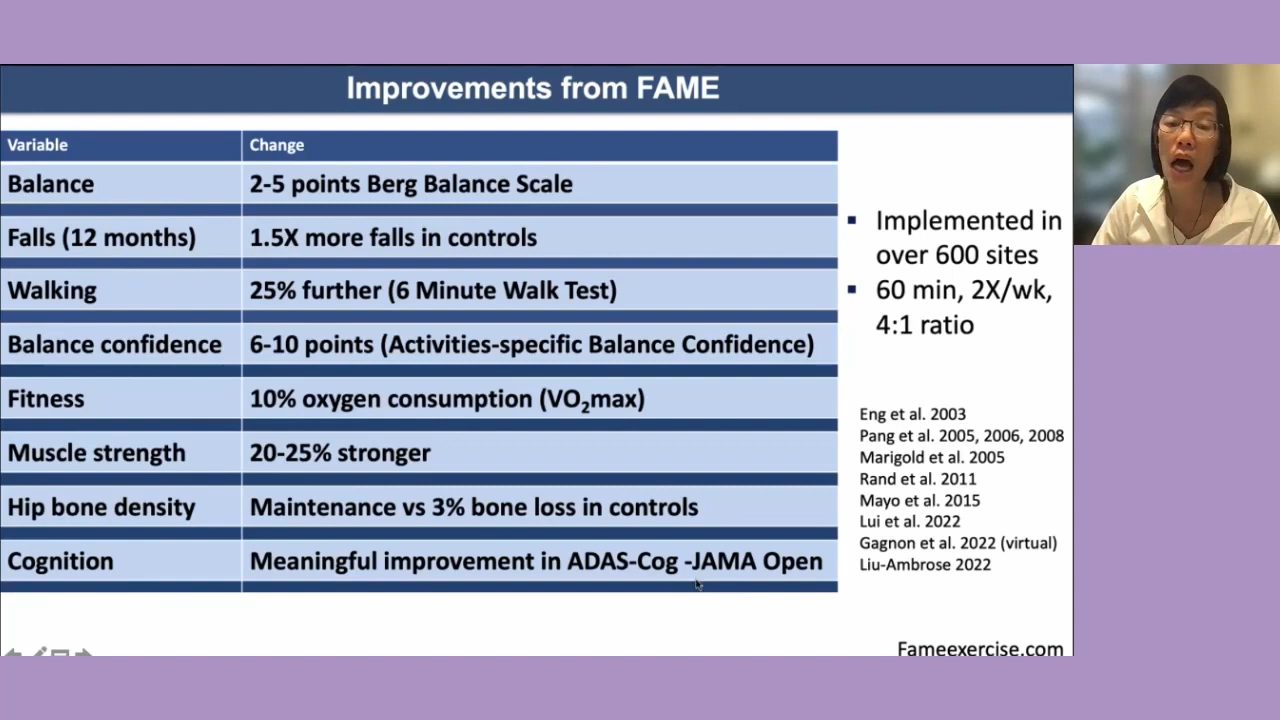 Improvements from FAME
Variable Change
Balance 2-5 points Berg Balance Scale
Falls (12 months) 1.5X more falls in controls
Walking 25% further (6 Minute Walk Test)
Balance confidence 6-10 points (Activities-specific Balance Confidence)
Fitness 10% oxygen consumption (VO₂max)
Muscle strength 20-25% stronger
Hip bone density Maintenance vs 3% bone loss in controls
Cognition Meaningful improvement in ADAS-Cog -JAMA Open
▪ Implemented in
over 600 sites
▪ 60 min, 2X/wk,
4:1 ratio
Eng et al. 2003
Pang et al. 2005, 2006, 2008
Marigold et al. 2005
Rand et al. 2011
Mayo et al. 2015
Lui et al. 2022
Gagnon et al. 2022 (virtual)
Liu-Ambrose 2022
Fameexercise.com